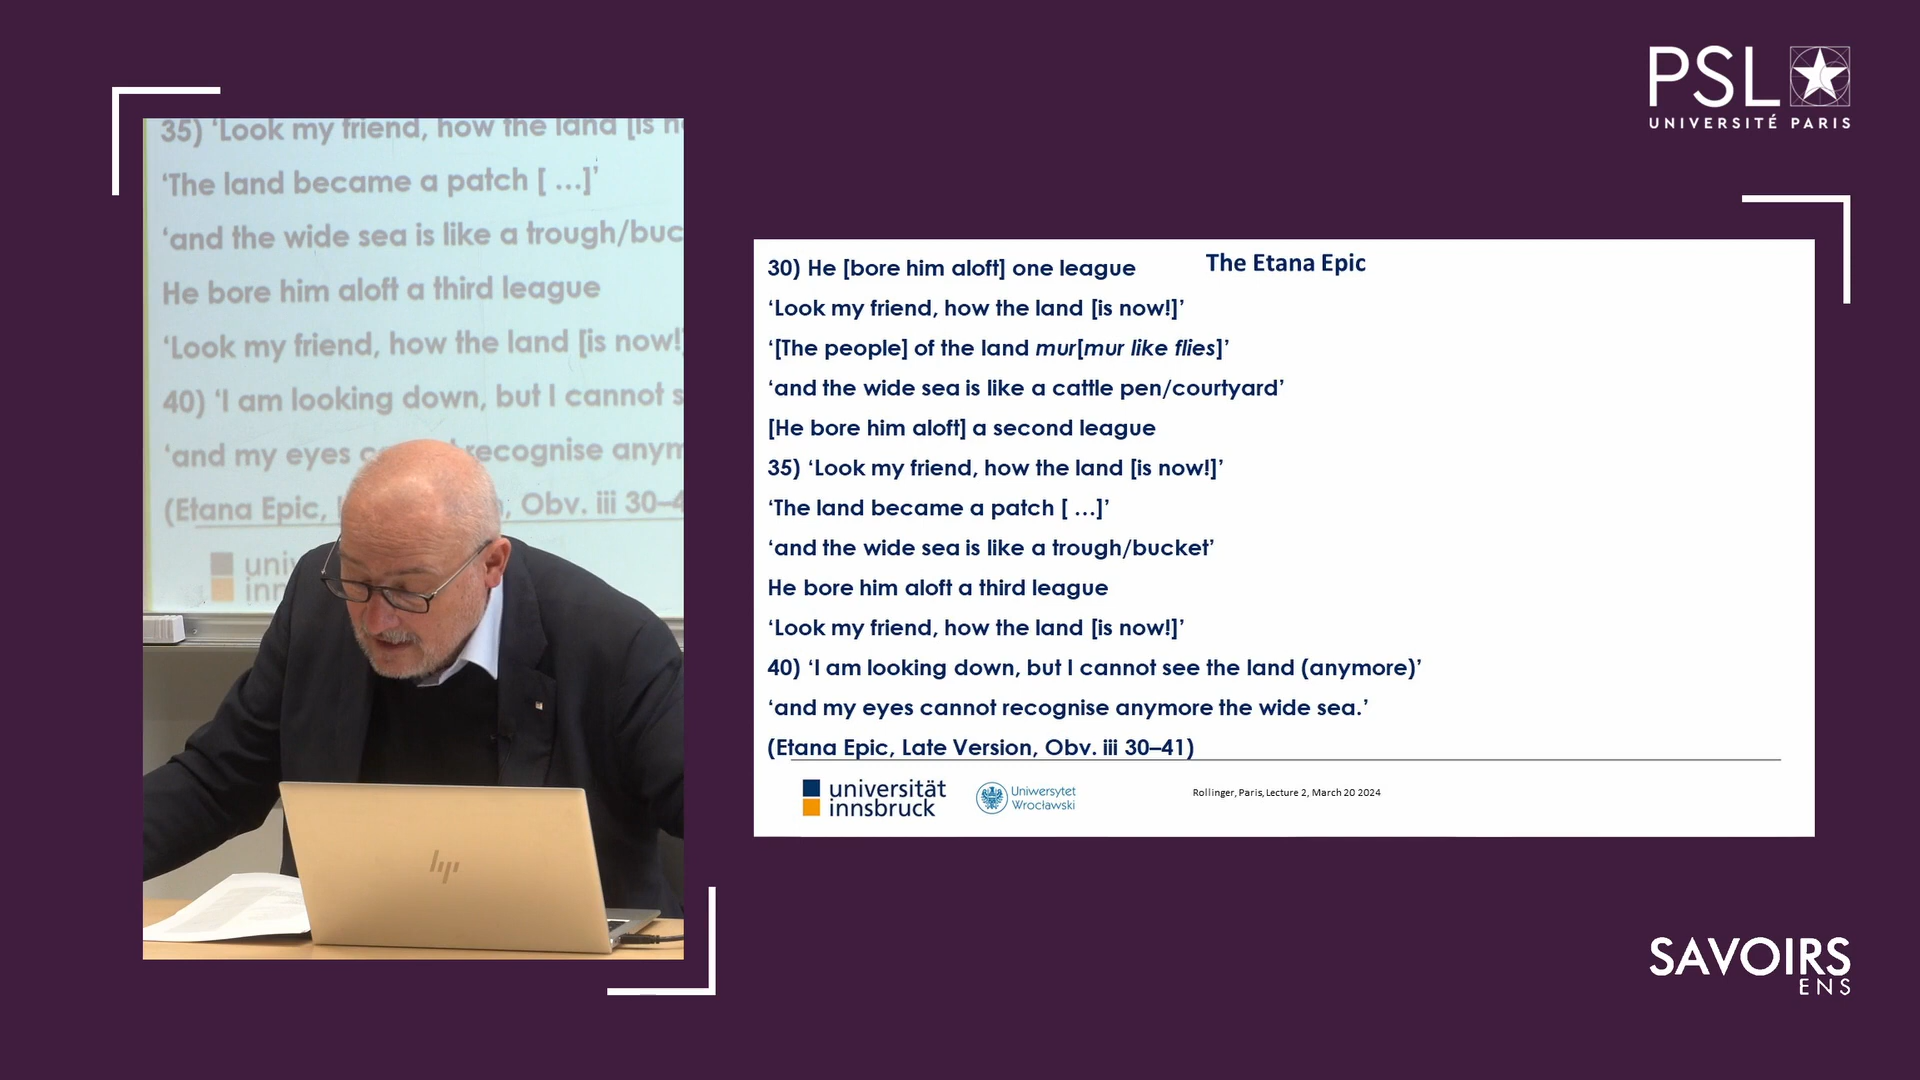 PSL
UNIVERSITÉ PARIS
35) ‘Look my friend, how the land [is n
‘The land became a patch [ ...]’
‘and the wide sea is like a trough/buc
He bore him aloft a third league
‘Look my friend, how the land [is now!]
40) ‘I am looking down, but I cannot s
‘and my eyes recognise anym
(Etana Epic, , Obv. iii 30–4
univ
inn
hp
The Etana Epic
30) He [bore him aloft] one league
‘Look my friend, how the land [is now!]’
‘[The people] of the land mur[mur like flies]’
‘and the wide sea is like a cattle pen/courtyard’
[He bore him aloft] a second league
35) ‘Look my friend, how the land [is now!]’
‘The land became a patch [ ...]’
‘and the wide sea is like a trough/bucket’
He bore him aloft a third league
‘Look my friend, how the land [is now!]’
40) ‘I am looking down, but I cannot see the land (anymore)’
‘and my eyes cannot recognise anymore the wide sea.’
(Etana Epic, Late Version, Obv. iii 30–41)
universität
innsbruck
Uniwersytet
Wrocławski
Rollinger, Paris, Lecture 2, March 20 2024
SAVOIRS
ENS